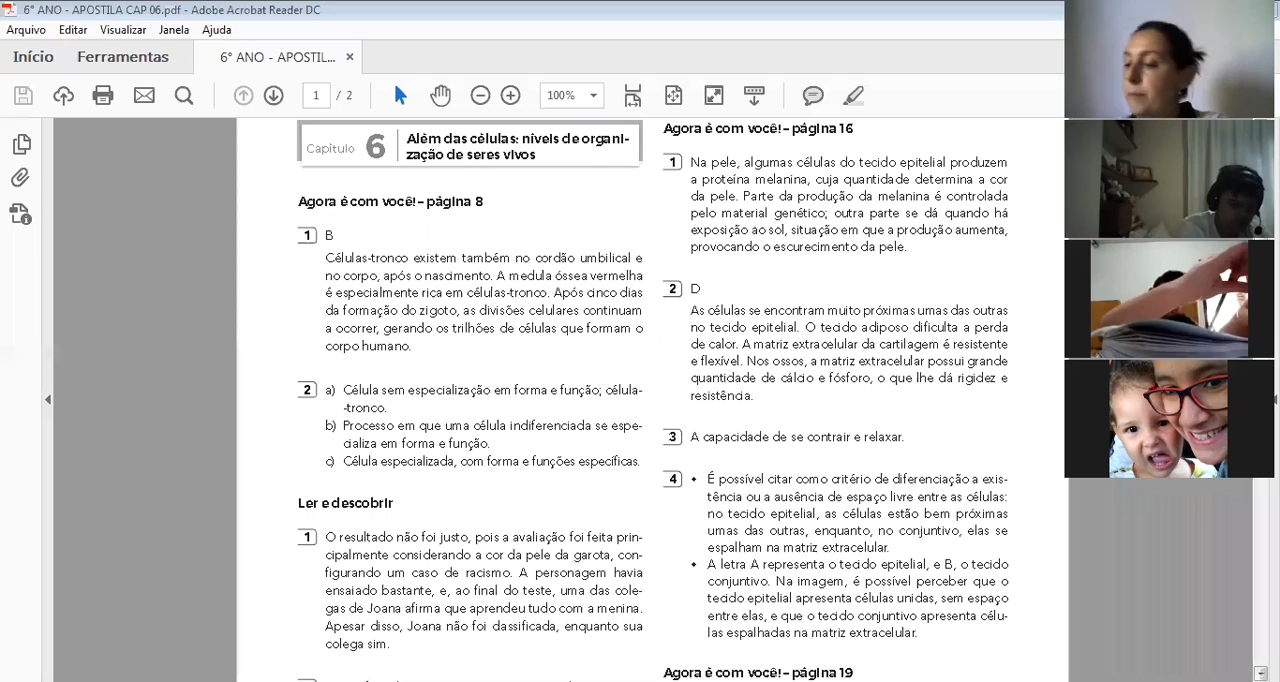 6° ANO - APOSTILA CAP 06.pdf - Adobe Acrobat Reader DC
Arquivo Editar Visualizar Janela Ajuda
Início Ferramentas 6° ANO - APOSTIL... ×
1 / 2 100%
Capítulo 6 Além das células: níveis de organi-
zação de seres vivos
Agora é com você! – página 8
1 B
Células-tronco existem também no cordão umbilical e
no corpo, após o nascimento. A medula óssea vermelha
é especialmente rica em células-tronco. Após cinco dias
da formação do zigoto, as divisões celulares continuam
a ocorrer, gerando os trilhões de células que formam o
corpo humano.
2 a) Célula sem especialização em forma e função; célula-
-tronco.
b) Processo em que uma célula indiferenciada se espe-
cializa em forma e função.
c) Célula especializada, com forma e funções específicas.
Ler e descobrir
1 O resultado não foi justo, pois a avaliação foi feita prin-
cipalmente considerando a cor da pele da garota, con-
figurando um caso de racismo. A personagem havia
ensaiado bastante, e, ao final do teste, uma das cole-
gas de Joana afirma que aprendeu tudo com a menina.
Apesar disso, Joana não foi classificada, enquanto sua
colega sim.
Agora é com você! – página 16
1 Na pele, algumas células do tecido epitelial produzem
a proteína melanina, cuja quantidade determina a cor
da pele. Parte da produção da melanina é controlada
pelo material genético; outra parte se dá quando há
exposição ao sol, situação em que a produção aumenta,
provocando o escurecimento da pele.
2 D
As células se encontram muito próximas umas das outras
no tecido epitelial. O tecido adiposo dificulta a perda
de calor. A matriz extracelular da cartilagem é resistente
e flexível. Nos ossos, a matriz extracelular possui grande
quantidade de cálcio e fósforo, o que lhe dá rigidez e
resistência.
3 A capacidade de se contrair e relaxar.
4 • É possível citar como critério de diferenciação a exis-
tência ou a ausência de espaço livre entre as células:
no tecido epitelial, as células estão bem próximas
umas das outras, enquanto, no conjuntivo, elas se
espalham na matriz extracelular.
• A letra A representa o tecido epitelial, e B, o tecido
conjuntivo. Na imagem, é possível perceber que o
tecido epitelial apresenta células unidas, sem espaço
entre elas, e que o tecido conjuntivo apresenta célu-
las espalhadas na matriz extracelular.
Agora é com você! – página 19